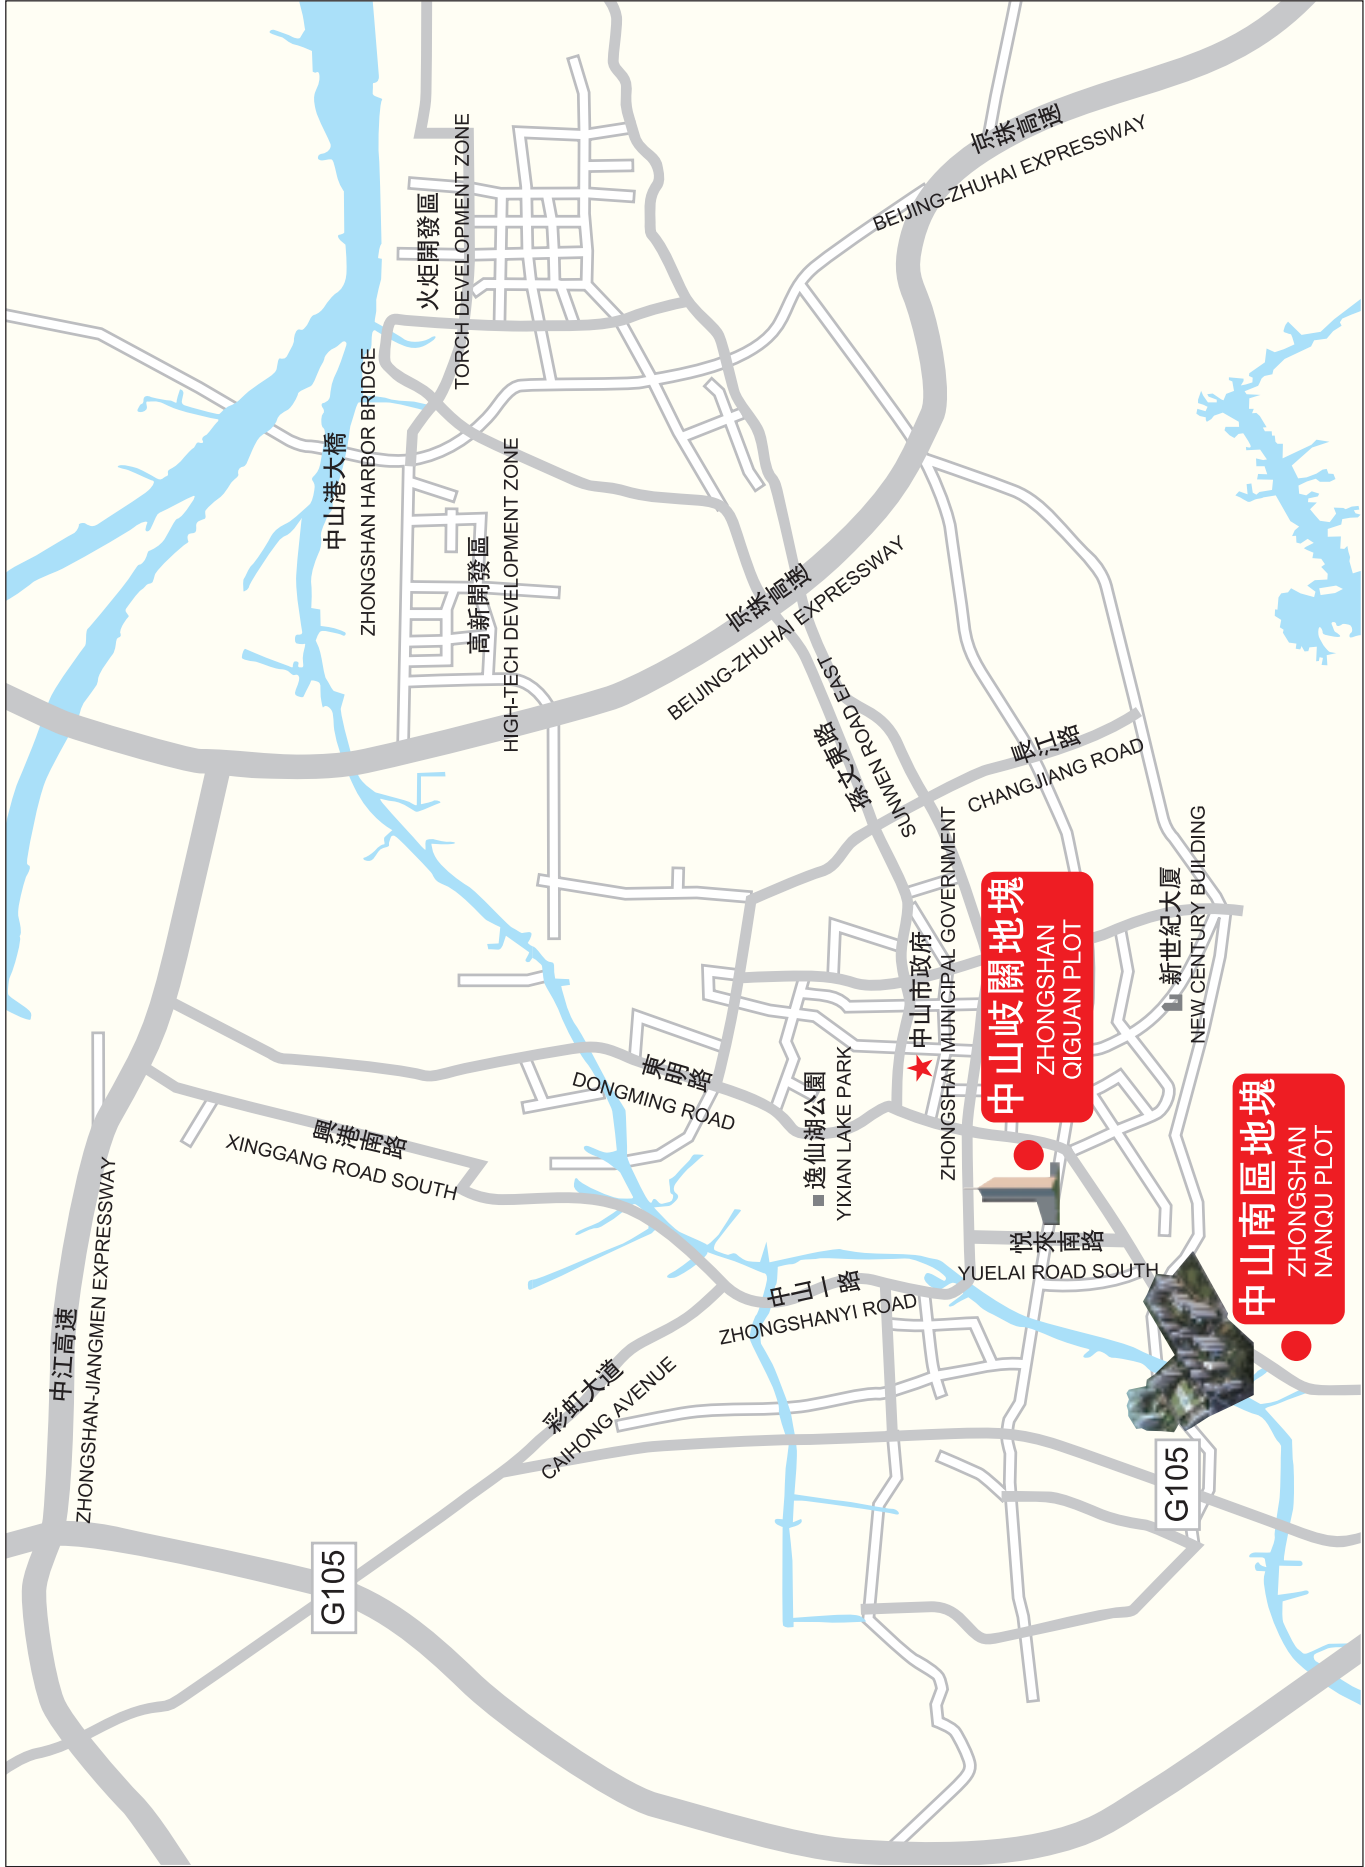 中江高速
ZHONGSHAN-JIANGMEN EXPRESSWAY
G105
興港南路
XINGGANG ROAD SOUTH
中山港大橋
ZHONGSHAN HARBOR BRIDGE
火炬開發區
TORCH DEVELOPMENT ZONE
高新開發區
HIGH-TECH DEVELOPMENT ZONE
彩虹大道
CAIHONG AVENUE
東明路
DONGMING ROAD
京珠高速
BEIJING-ZHUHAI EXPRESSWAY
中山一路
ZHONGSHANYI ROAD
逸仙湖公園
YIXIAN LAKE PARK
孫文東路
SUNWEN ROAD EAST
中山市政府
ZHONGSHAN MUNICIPAL GOVERNMENT
京珠高速
BEIJING-ZHUHAI EXPRESSWAY
長江路
CHANGJIANG ROAD
中山岐關地塊
ZHONGSHAN
QIGUAN PLOT
悦來南路
YUELAI ROAD SOUTH
新世紀大厦
NEW CENTURY BUILDING
G105
中山南區地塊
ZHONGSHAN
NANQU PLOT